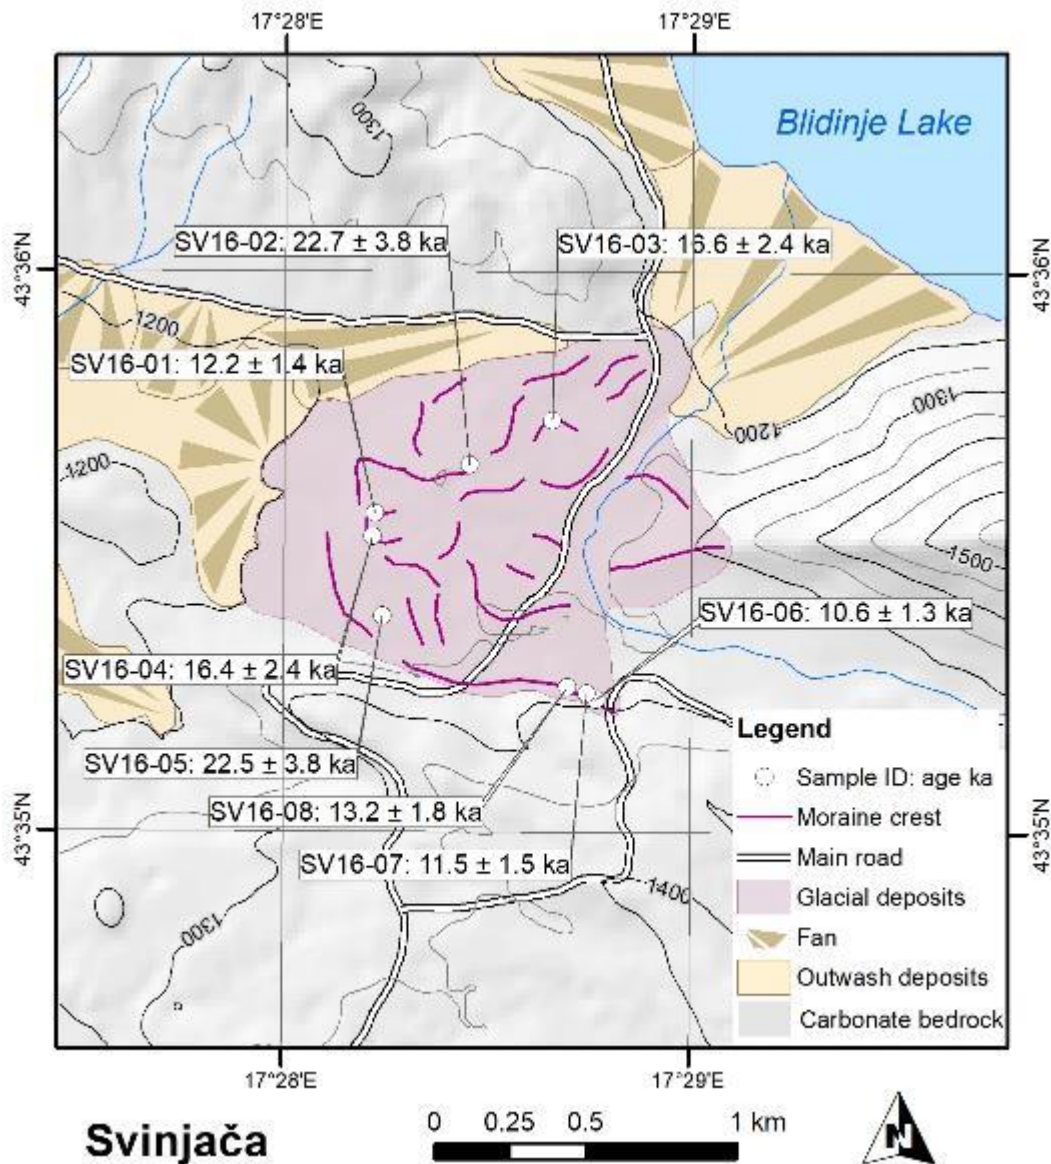 17°28'E
17°29'E
1300
Blidinje Lake
SV16-02: 22.7 ± 3.8 ka
SV16-03: 16.6 ± 2.4 ka
43°36'N
43°36'N
1200
SV16-01: 12.2 ± 1.4 ka
1300
1200
1200
1500
SV16-06: 10.6 ± 1.3 ka
SV16-04: 16.4 ± 2.4 ka
Legend
SV16-05: 22.5 ± 3.8 ka
Sample ID: age ka
SV16-08: 13.2 ± 1.8 ka
Moraine crest
43°35'N
43°35'N
Main road
SV16-07: 11.5 ± 1.5 ka
1400
Glacial deposits
1300
Fan
Outwash deposits
Carbonate bedrock
17°28'E
17°29'E
Svinjača
0 0.25 0.5 1 km
N